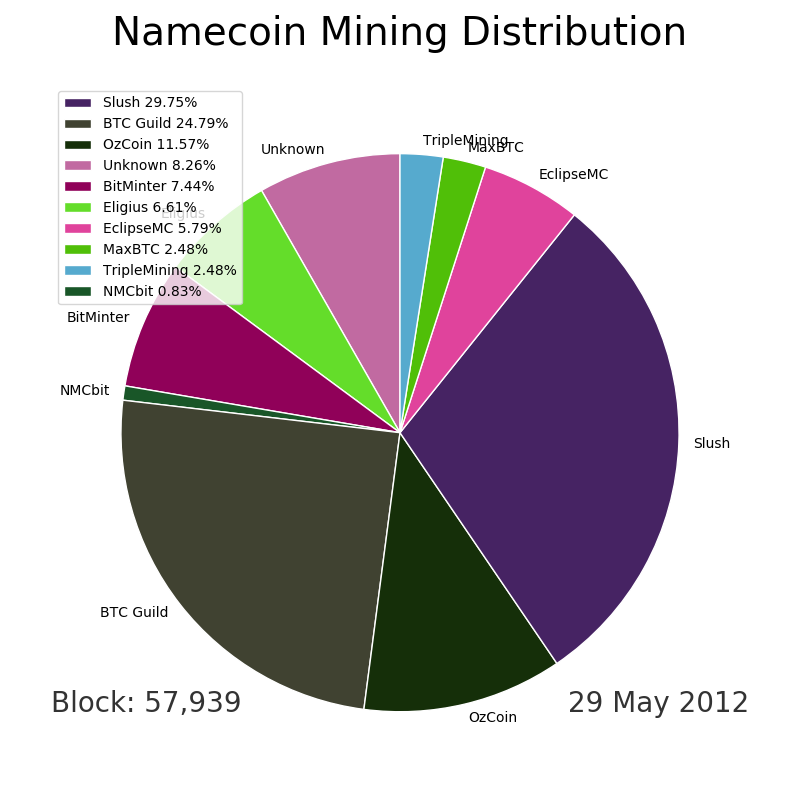 Namecoin Mining Distribution
Slush 29.75%
BTC Guild 24.79%
OzCoin 11.57%
Unknown 8.26%
BitMinter 7.44%
Eligius 6.61%
EclipseMC 5.79%
MaxBTC 2.48%
TripleMining 2.48%
NMCbit 0.83%
TripleMining
MaxBTC
EclipseMC
Unknown
Eligius
BitMinter
NMCbit
Slush
BTC Guild
OzCoin
Block: 57,939
29 May 2012